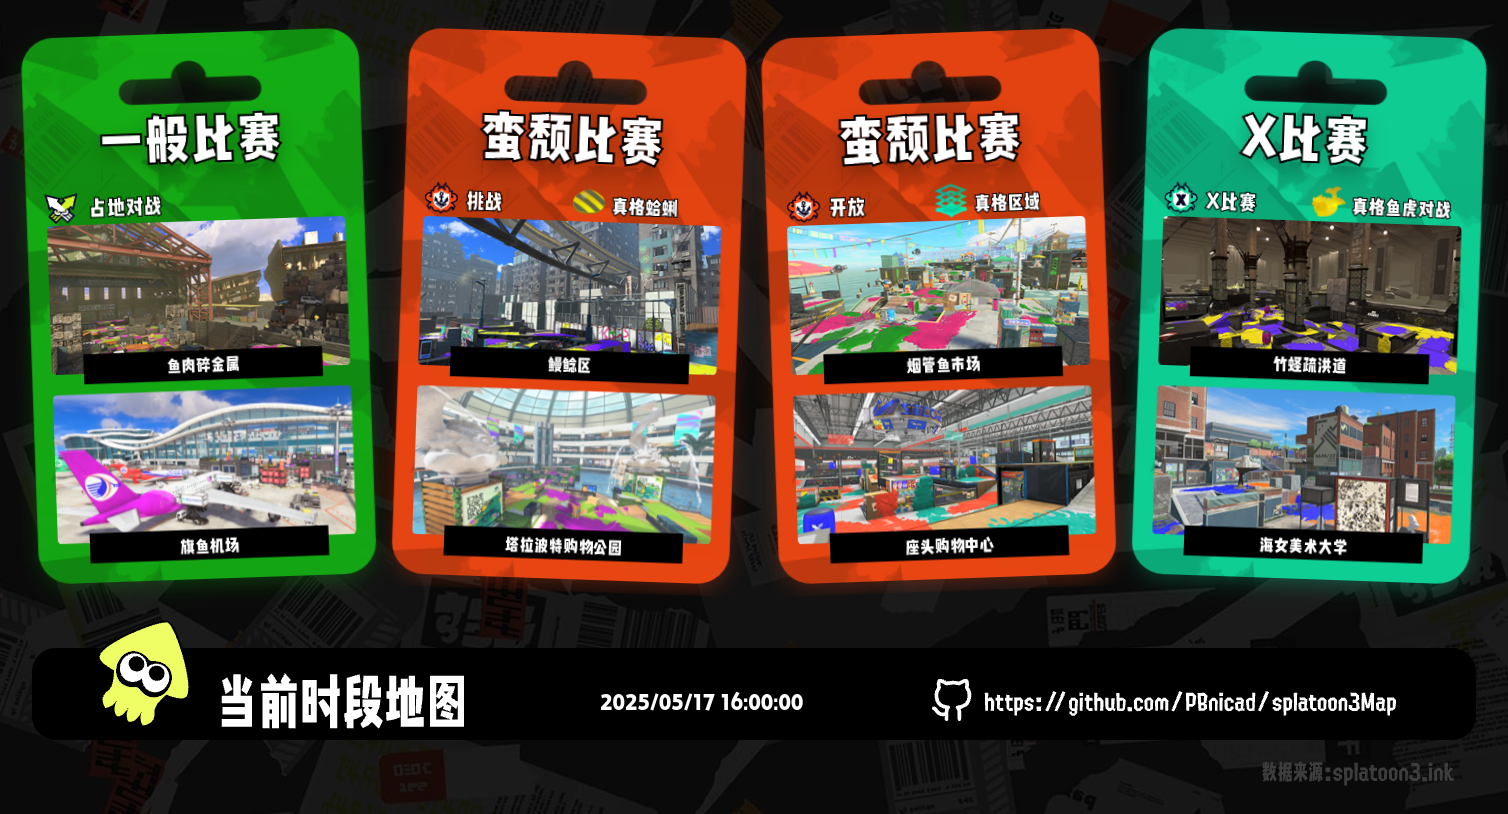 一般比赛
占地对战
鱼肉碎金属
旗鱼机场
蛮颓比赛
挑战
真格蛤蜊
鳗鲶区
塔拉波特购物公园
蛮颓比赛
开放
真格区域
烟管鱼市场
座头购物中心
X比赛
X比赛
真格鱼虎对战
竹蛏疏洪道
海女美术大学
当前时段地图
2025/05/17 16:00:00
https://github.com/PBnicad/splatoon3Map
数据来源:splatoon3.ink